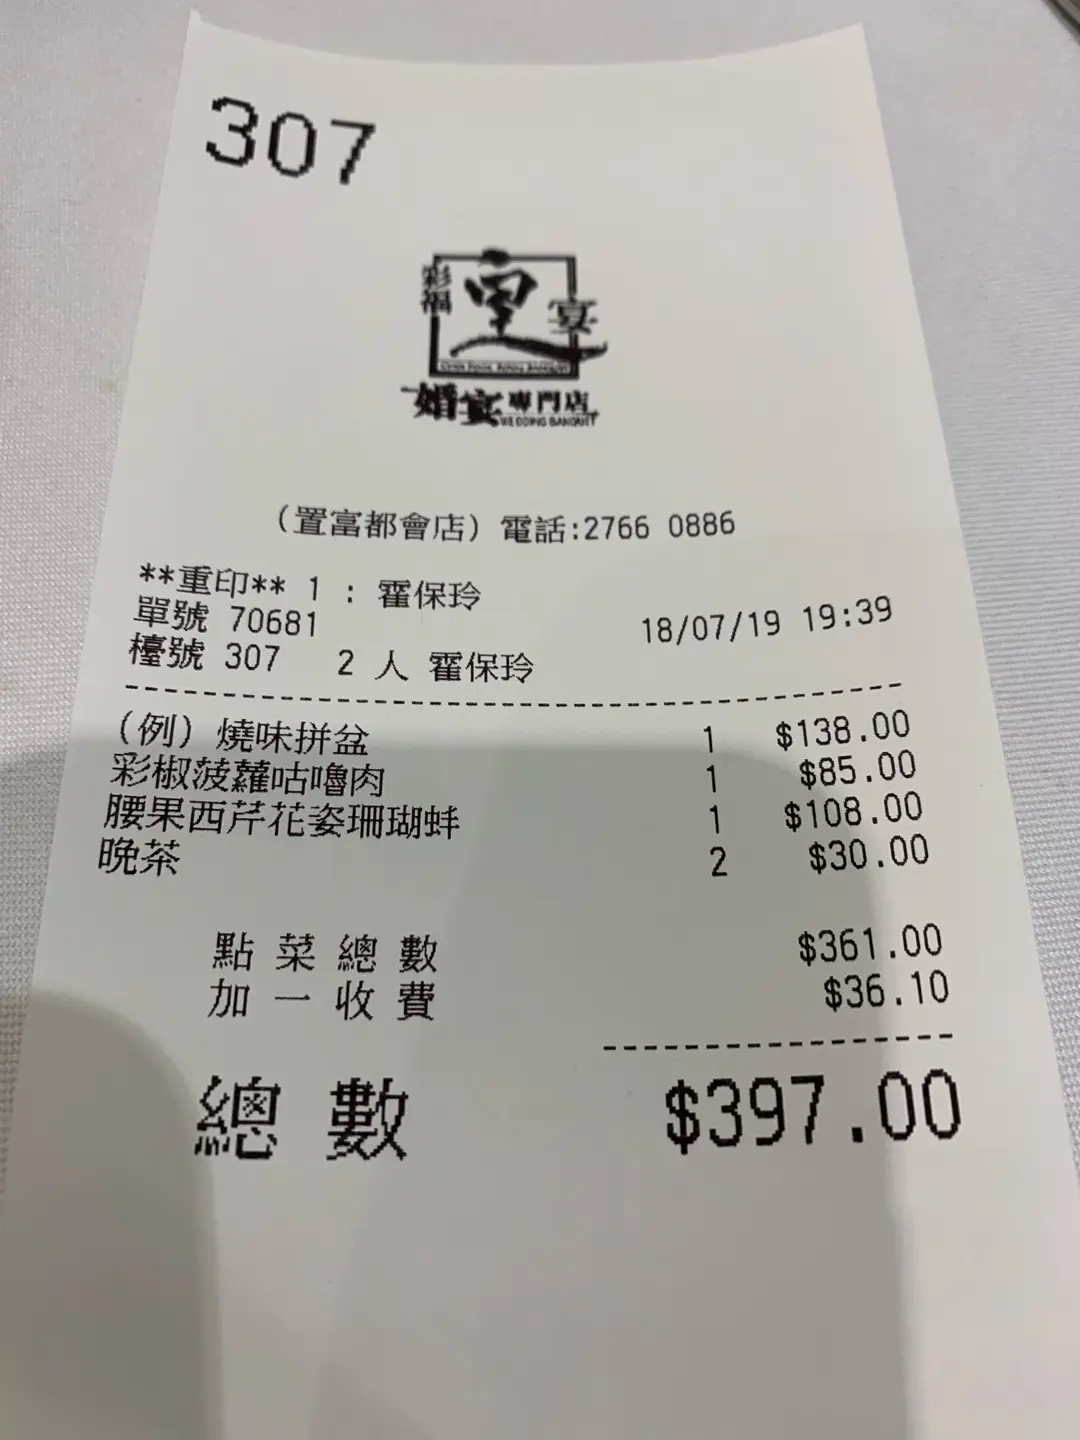 307
彩福
皇
宴
婚宴專門店
WEDDING BANQUET
(置富都會店) 電話:2766 0886
**重印** 1 : 霍保玲
單號 70681
18/07/19 19:39
檯號 307 2 人 霍保玲
(例) 燒味拼盆 1 $138.00
彩椒菠蘿咕嚕肉 1 $85.00
腰果西芹花姿珊瑚蚌 1 $108.00
晚茶 2 $30.00
點菜總數 $361.00
加一收費 $36.10
總數 $397.00